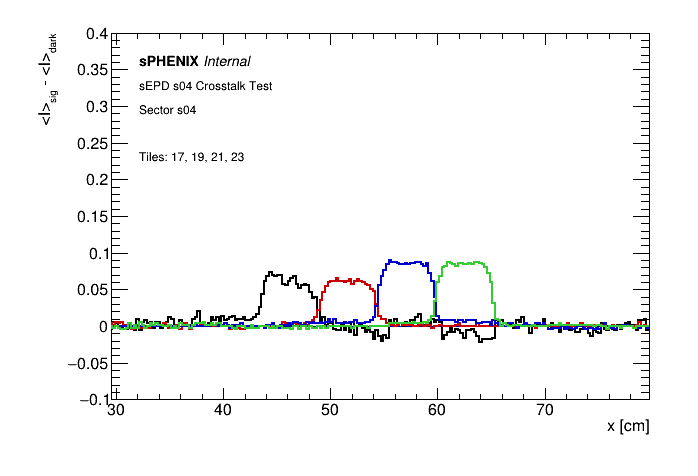 0.4
0.35
0.3
0.25
0.2
0.15
0.1
0.05
0
−0.05
−0.1
<I>sig - <I>dark
sPHENIX Internal
sEPD s04 Crosstalk Test
Sector s04
Tiles: 17, 19, 21, 23
30 40 50 60 70
x [cm]